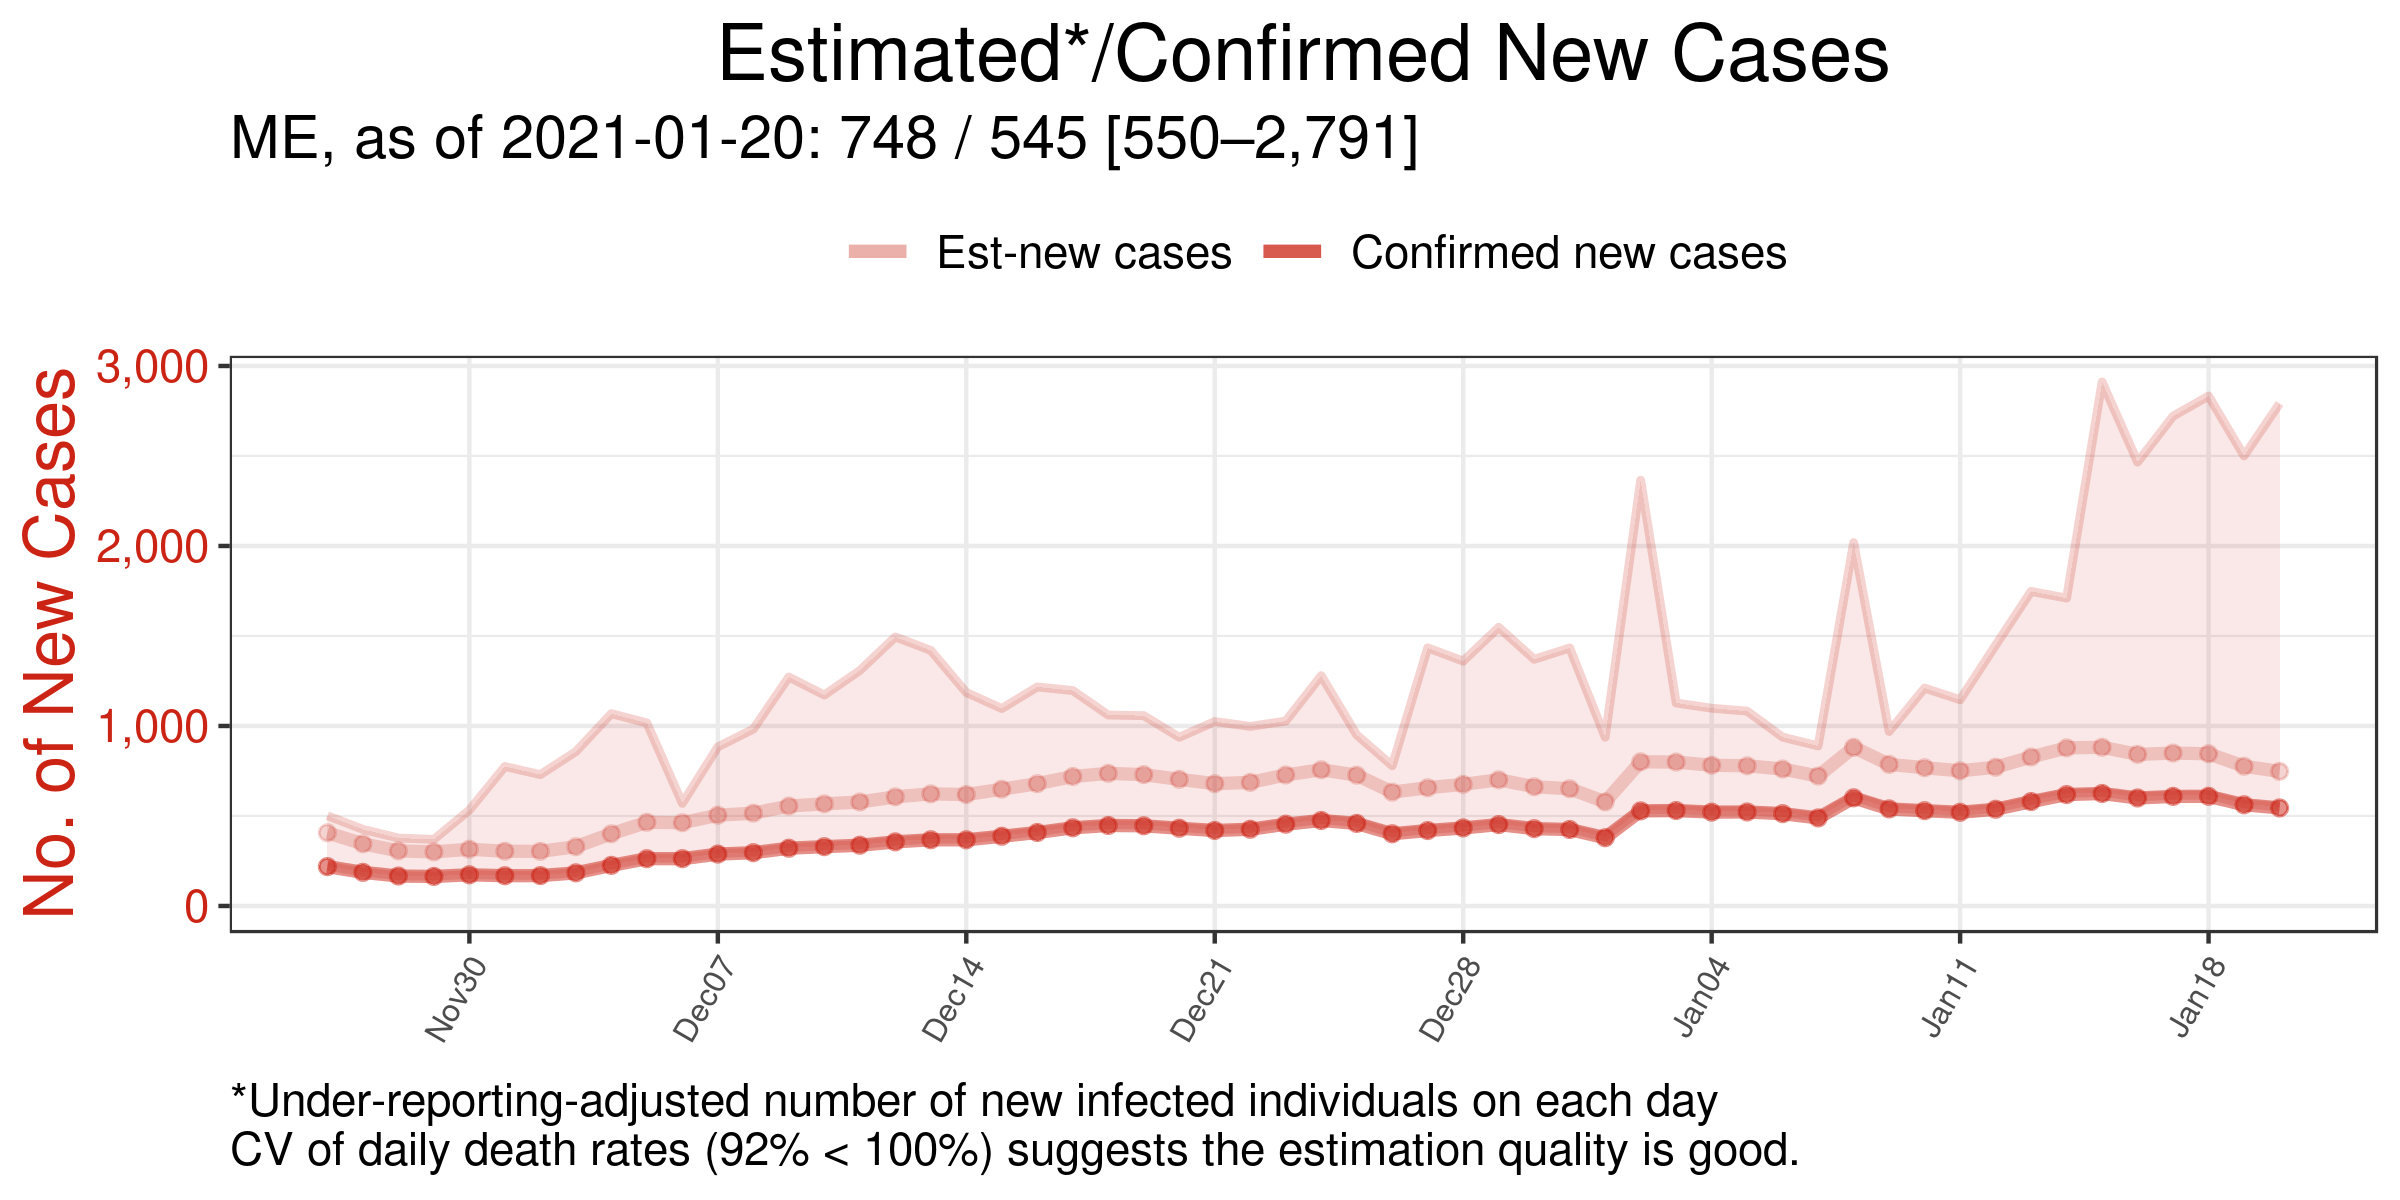 Estimated*/Confirmed New Cases
ME, as of 2021-01-20: 748 / 545 [550–2,791]
Est-new cases
Confirmed new cases
No. of New Cases
3,000
2,000
1,000
0
Nov30
Dec07
Dec14
Dec21
Dec28
Jan04
Jan11
Jan18
*Under-reporting-adjusted number of new infected individuals on each day
CV of daily death rates (92% < 100%) suggests the estimation quality is good.